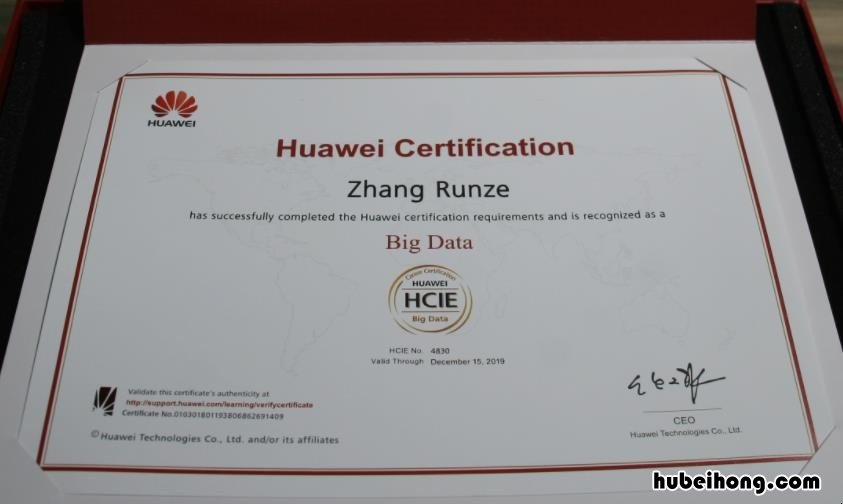 HUAWEI
Huawei Certification
Zhang Runze
has successfully completed the Huawei certification requirements and is recognized as a
Big Data
Career Certification
HUAWEI
HCIE
Big Data
HCIE No. 4830
Valid Through December 15, 2019
Validate this certificate's authenticity at
http://support.huawei.com/learning/verifycertificate
Certificate No.010301801193806862691409
©Huawei Technologies Co., Ltd. and/or its affiliates
CEO
Huawei Technologies Co., Ltd.
hubeihong.com